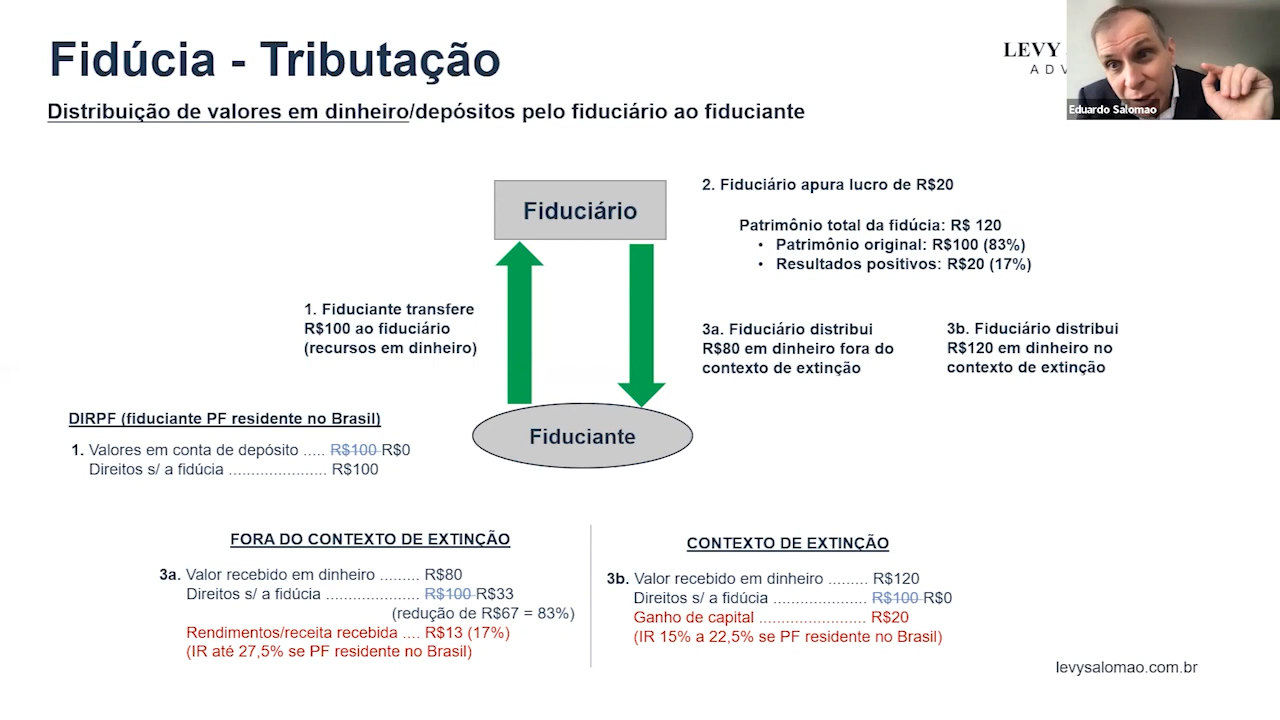 Fidúcia - Tributação
LEVY
ADV
Eduardo Salomao
Distribuição de valores em dinheiro/depósitos pelo fiduciário ao fiduciante
Fiduciário
2. Fiduciário apura lucro de R$20
Patrimônio total da fidúcia: R$ 120
• Patrimônio original: R$100 (83%)
• Resultados positivos: R$20 (17%)
1. Fiduciante transfere
R$100 ao fiduciário
(recursos em dinheiro)
3a. Fiduciário distribui
R$80 em dinheiro fora do
contexto de extinção
3b. Fiduciário distribui
R$120 em dinheiro no
contexto de extinção
DIRPF (fiduciante PF residente no Brasil)
1. Valores em conta de depósito ..... R$100 R$0
Direitos s/ a fidúcia ...................... R$100
Fiduciante
FORA DO CONTEXTO DE EXTINÇÃO
3a. Valor recebido em dinheiro ......... R$80
Direitos s/ a fidúcia ..................... R$100 R$33
(redução de R$67 = 83%)
Rendimentos/receita recebida .... R$13 (17%)
(IR até 27,5% se PF residente no Brasil)
CONTEXTO DE EXTINÇÃO
3b. Valor recebido em dinheiro ......... R$120
Direitos s/ a fidúcia ..................... R$100 R$0
Ganho de capital ........................ R$20
(IR 15% a 22,5% se PF residente no Brasil)
levysalomao.com.br